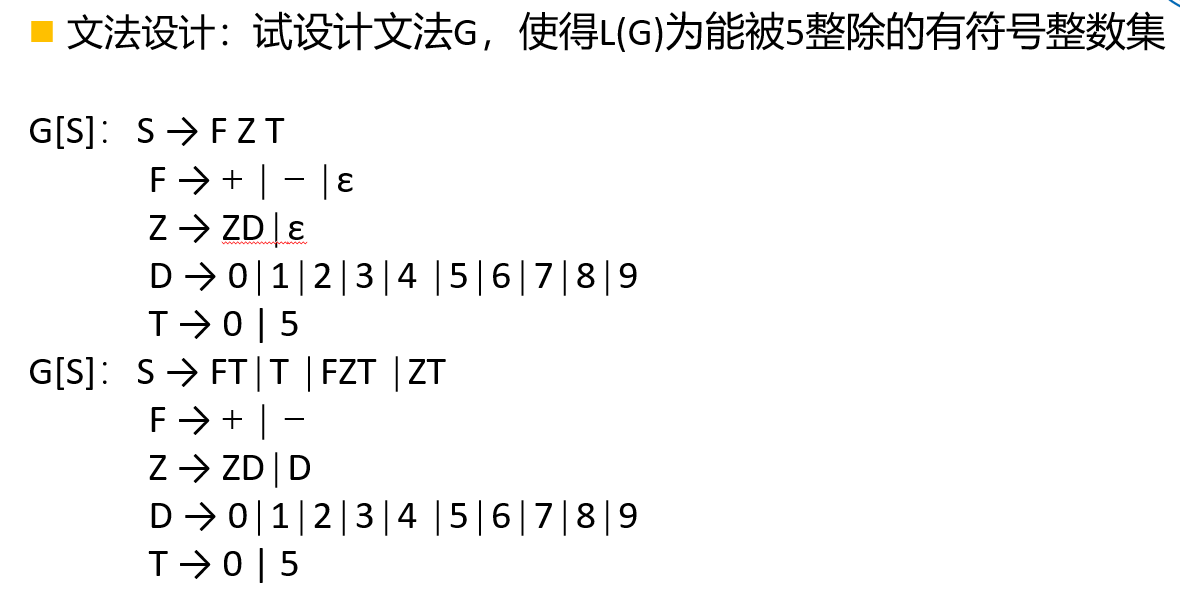 文法设计：试设计文法G，使得L(G)为能被5整除的有符号整数集
G[S]： S → F Z T
F → + | − | ε
Z → ZD | ε
D → 0|1|2|3|4 |5|6|7|8|9
T → 0 | 5
G[S]： S → FT|T |FZT |ZT
F → + | −
Z → ZD|D
D → 0|1|2|3|4 |5|6|7|8|9
T → 0 | 5